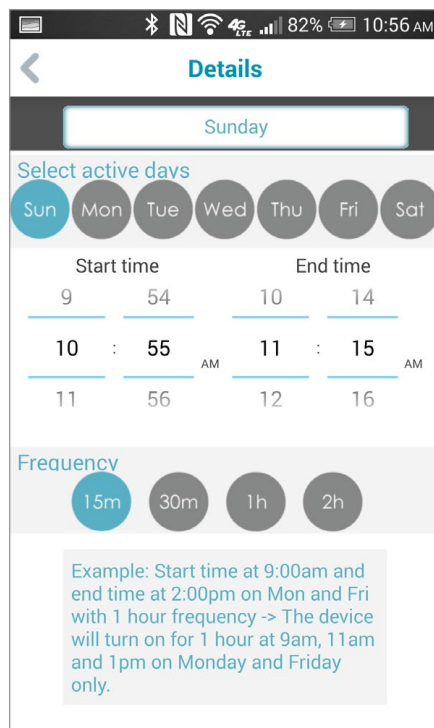 4G LTE 82% 10:56 AM
Details
Sunday
Select active days
Sun Mon Tue Wed Thu Fri Sat
Start time End time
9 54 10 14
10 : 55 AM 11 : 15 AM
11 56 12 16
Frequency
15m 30m 1h 2h
Example: Start time at 9:00am and
end time at 2:00pm on Mon and Fri
with 1 hour frequency -> The device
will turn on for 1 hour at 9am, 11am
and 1pm on Monday and Friday
only.